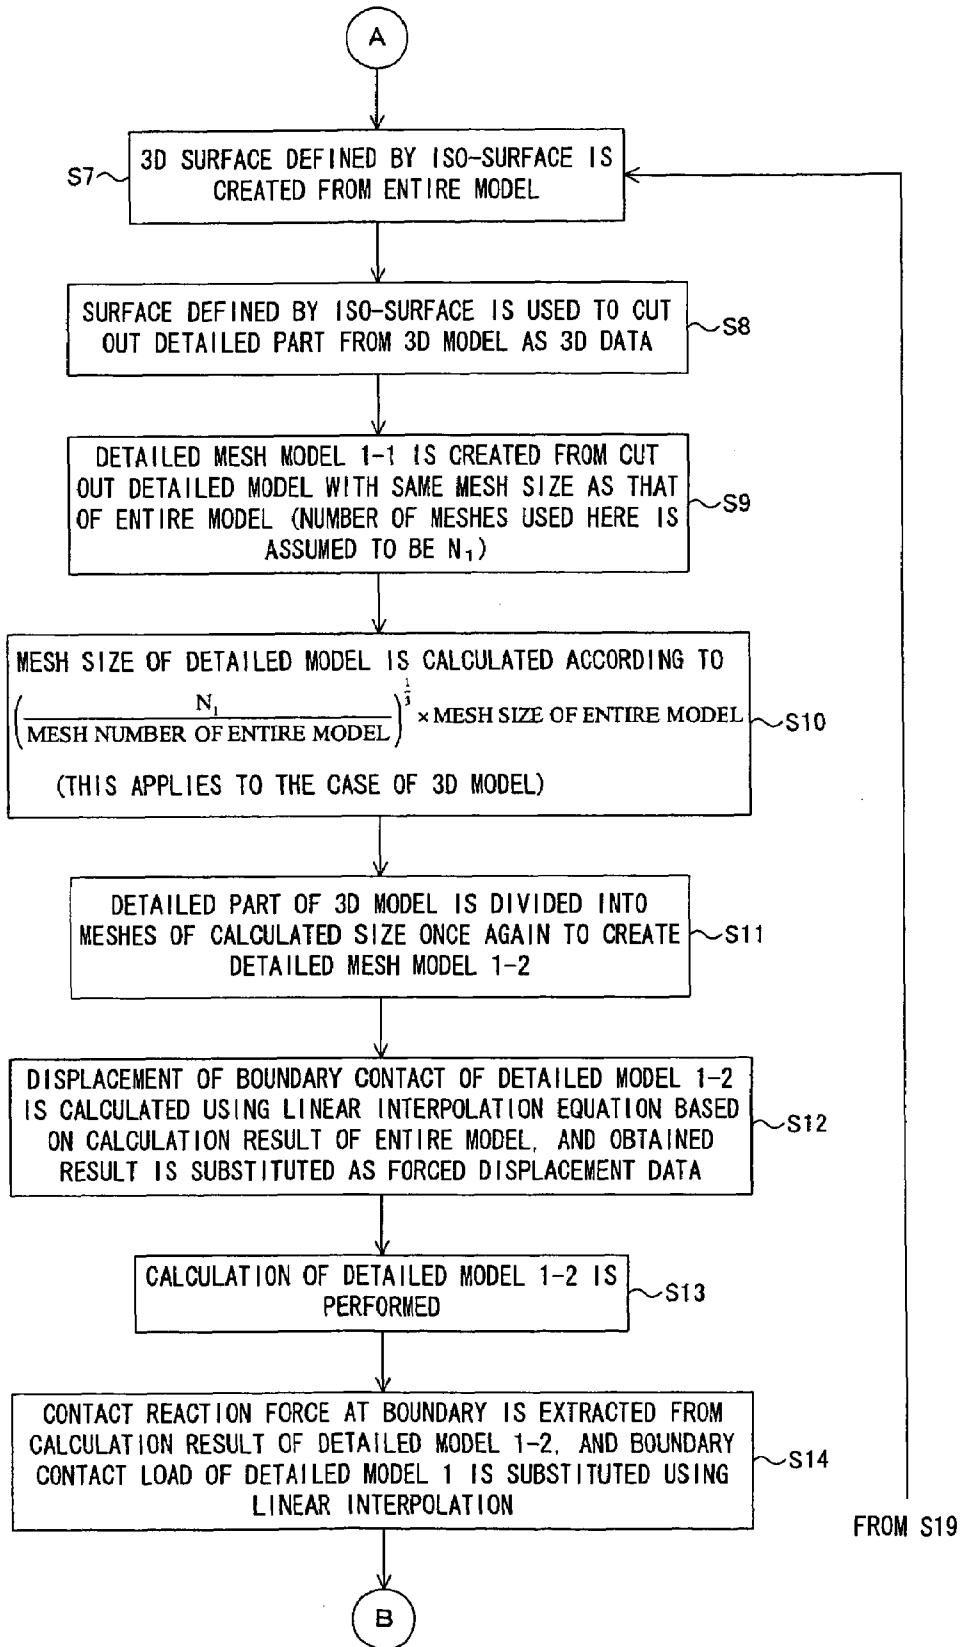 A
3D SURFACE DEFINED BY ISO-SURFACE IS
CREATED FROM ENTIRE MODEL
S7
SURFACE DEFINED BY ISO-SURFACE IS USED TO CUT
OUT DETAILED PART FROM 3D MODEL AS 3D DATA
S8
DETAILED MESH MODEL 1-1 IS CREATED FROM CUT
OUT DETAILED MODEL WITH SAME MESH SIZE AS THAT
OF ENTIRE MODEL (NUMBER OF MESHES USED HERE IS
ASSUMED TO BE N₁)
S9
MESH SIZE OF DETAILED MODEL IS CALCULATED ACCORDING TO
(N₁ / MESH NUMBER OF ENTIRE MODEL)^(1/3) × MESH SIZE OF ENTIRE MODEL
(THIS APPLIES TO THE CASE OF 3D MODEL)
S10
DETAILED PART OF 3D MODEL IS DIVIDED INTO
MESHES OF CALCULATED SIZE ONCE AGAIN TO CREATE
DETAILED MESH MODEL 1-2
S11
DISPLACEMENT OF BOUNDARY CONTACT OF DETAILED MODEL 1-2
IS CALCULATED USING LINEAR INTERPOLATION EQUATION BASED
ON CALCULATION RESULT OF ENTIRE MODEL, AND OBTAINED
RESULT IS SUBSTITUTED AS FORCED DISPLACEMENT DATA
S12
CALCULATION OF DETAILED MODEL 1-2 IS
PERFORMED
S13
CONTACT REACTION FORCE AT BOUNDARY IS EXTRACTED FROM
CALCULATION RESULT OF DETAILED MODEL 1-2, AND BOUNDARY
CONTACT LOAD OF DETAILED MODEL 1 IS SUBSTITUTED USING
LINEAR INTERPOLATION
S14
FROM S19
B